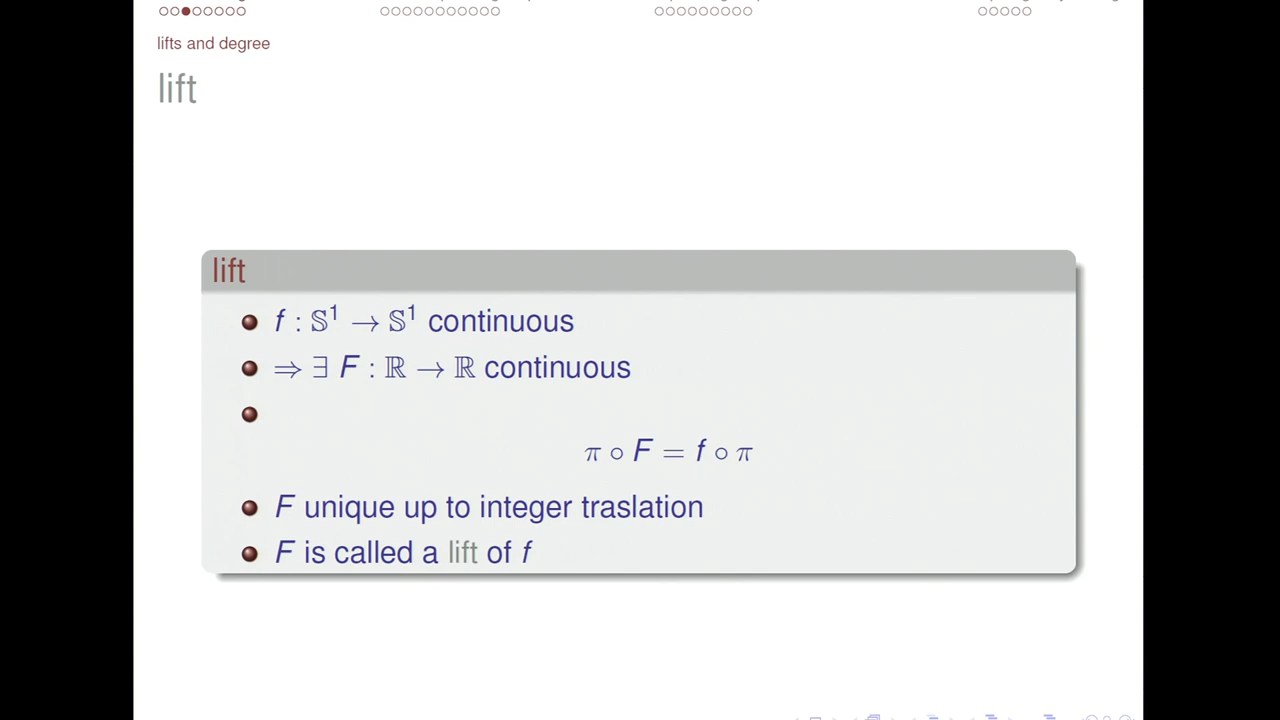 lifts and degree
lift
lift
f : 𝕊¹ → 𝕊¹ continuous
⇒ ∃ F : ℝ → ℝ continuous
π ∘ F = f ∘ π
F unique up to integer traslation
F is called a lift of f